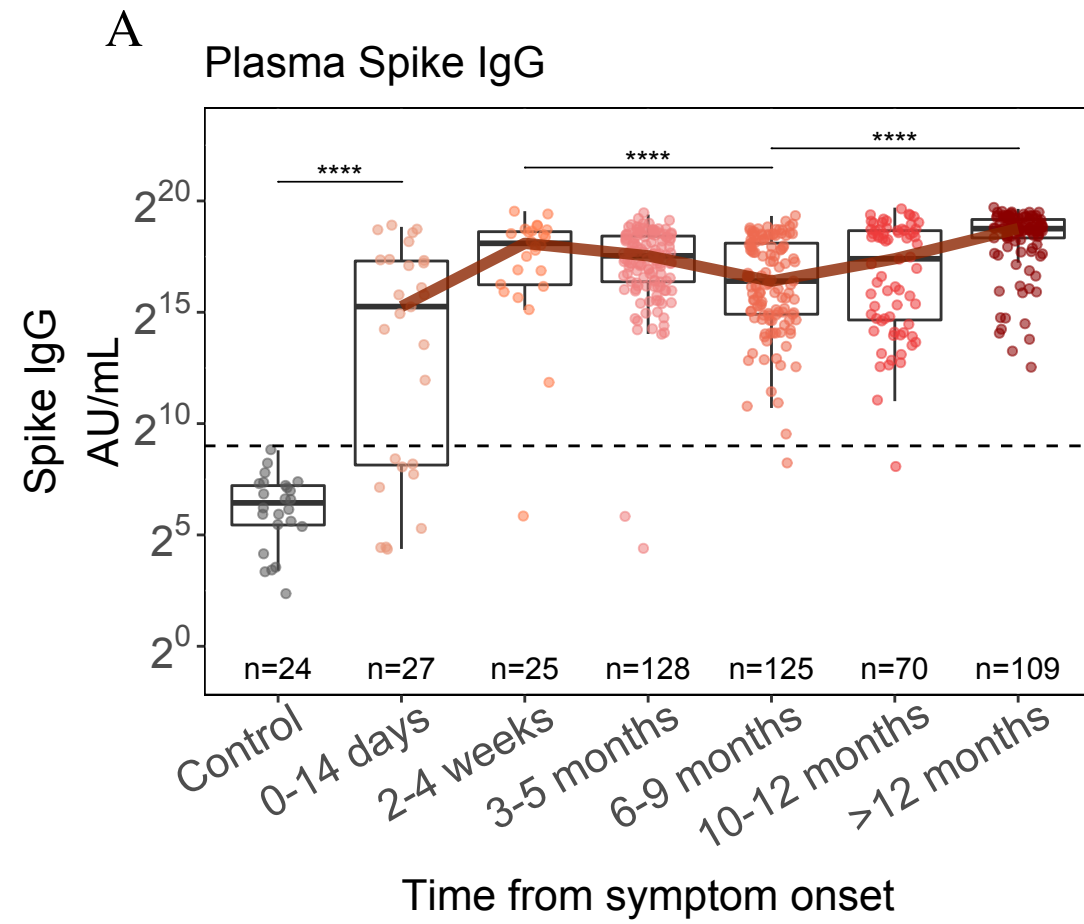 A
Plasma Spike IgG
****
****
****
2^20
2^15
2^10
2^5
2^0
Spike IgG
AU/mL
n=24 n=27 n=25 n=128 n=125 n=70 n=109
Control
0-14 days
2-4 weeks
3-5 months
6-9 months
10-12 months
>12 months
Time from symptom onset